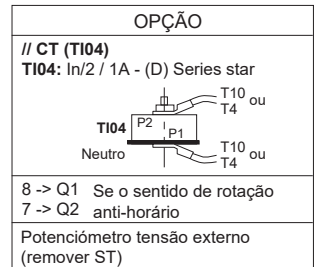 OPÇÃO
// CT (TI04)
TI04: In/2 / 1A - (D) Series star
T10 ou
T4
TI04 P2 P1
Neutro T10 ou
T4
8 -> Q1 Se o sentido de rotação
7 -> Q2 anti-horário
Potenciómetro tensão externo
(remover ST)